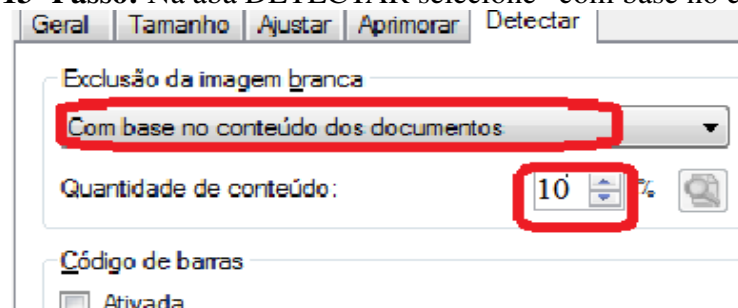 Passo: Na aba DETECTAR selecione com base no
Geral Tamanho Ajustar Aprimorar Detectar
Exclusão da imagem branca
Com base no conteúdo dos documentos
Quantidade de conteúdo: 10 %
Código de barras
Ativada